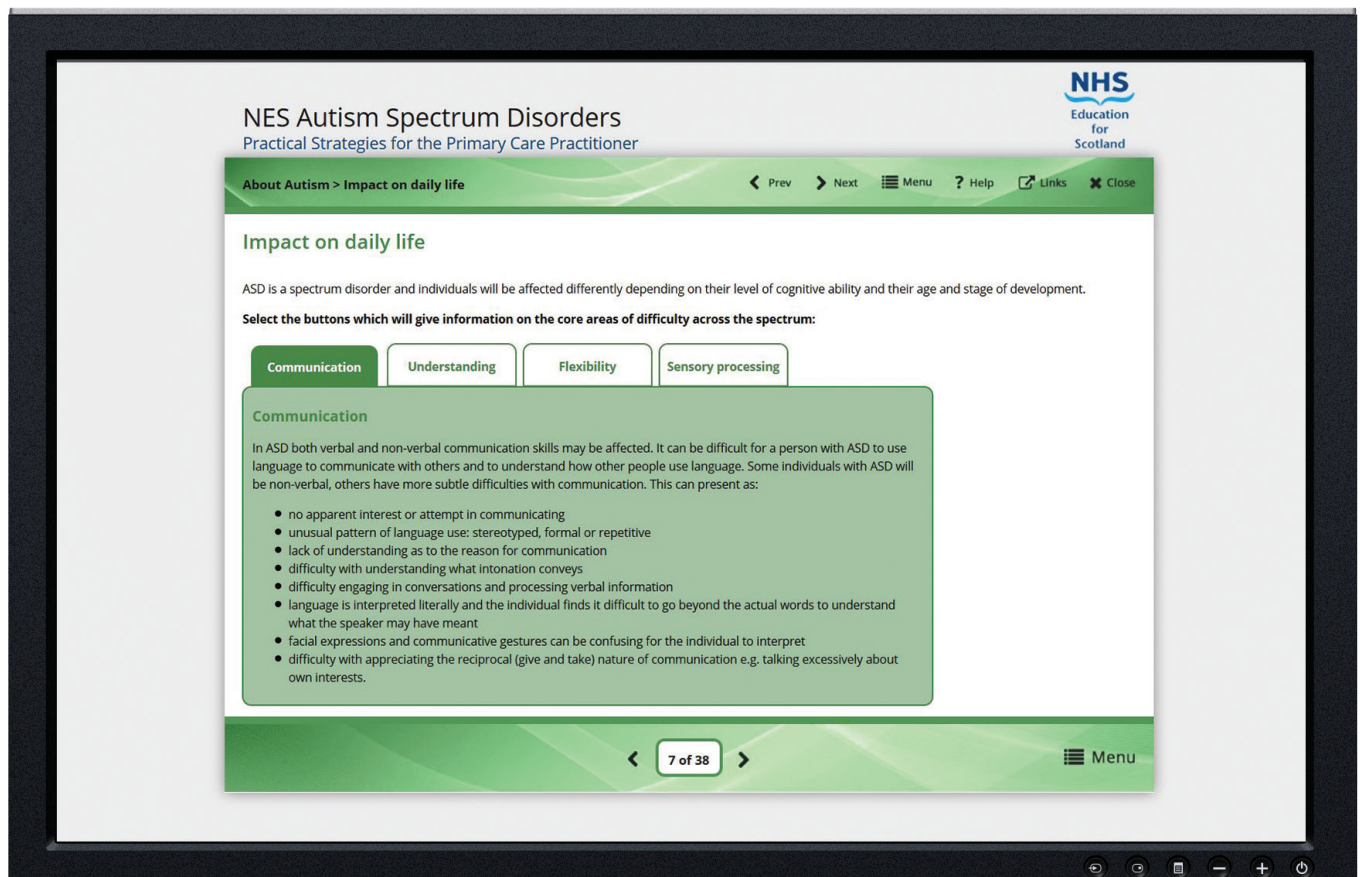 NHS
Education
for
Scotland
NES Autism Spectrum Disorders
Practical Strategies for the Primary Care Practitioner
About Autism > Impact on daily life
Prev
Next
Menu
? Help
Links
Close
Impact on daily life
ASD is a spectrum disorder and individuals will be affected differently depending on their level of cognitive ability and their age and stage of development.
Select the buttons which will give information on the core areas of difficulty across the spectrum:
Communication
Understanding
Flexibility
Sensory processing
Communication
In ASD both verbal and non-verbal communication skills may be affected. It can be difficult for a person with ASD to use
language to communicate with others and to understand how other people use language. Some individuals with ASD will
be non-verbal, others have more subtle difficulties with communication. This can present as:
• no apparent interest or attempt in communicating
• unusual pattern of language use: stereotyped, formal or repetitive
• lack of understanding as to the reason for communication
• difficulty with understanding what intonation conveys
• difficulty engaging in conversations and processing verbal information
• language is interpreted literally and the individual finds it difficult to go beyond the actual words to understand
what the speaker may have meant
• facial expressions and communicative gestures can be confusing for the individual to interpret
• difficulty with appreciating the reciprocal (give and take) nature of communication e.g. talking excessively about
own interests.
7 of 38
Menu